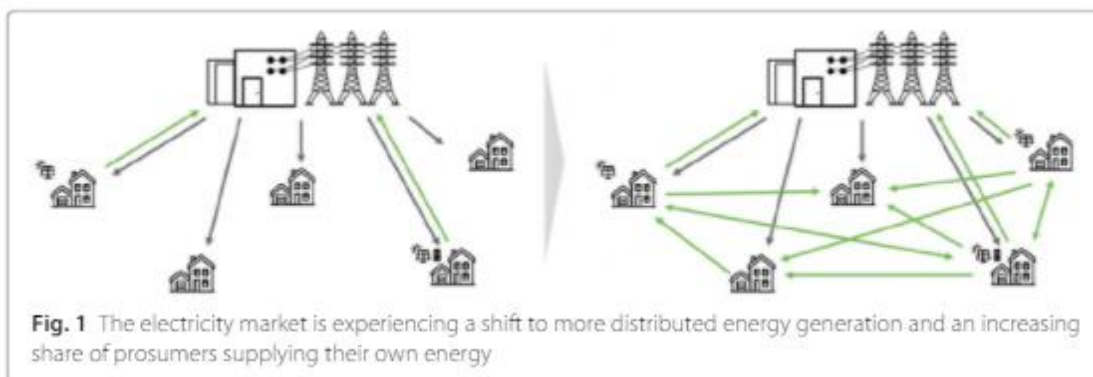 Fig. 1 The electricity market is experiencing a shift to more distributed energy generation and an increasing
share of prosumers supplying their own energy